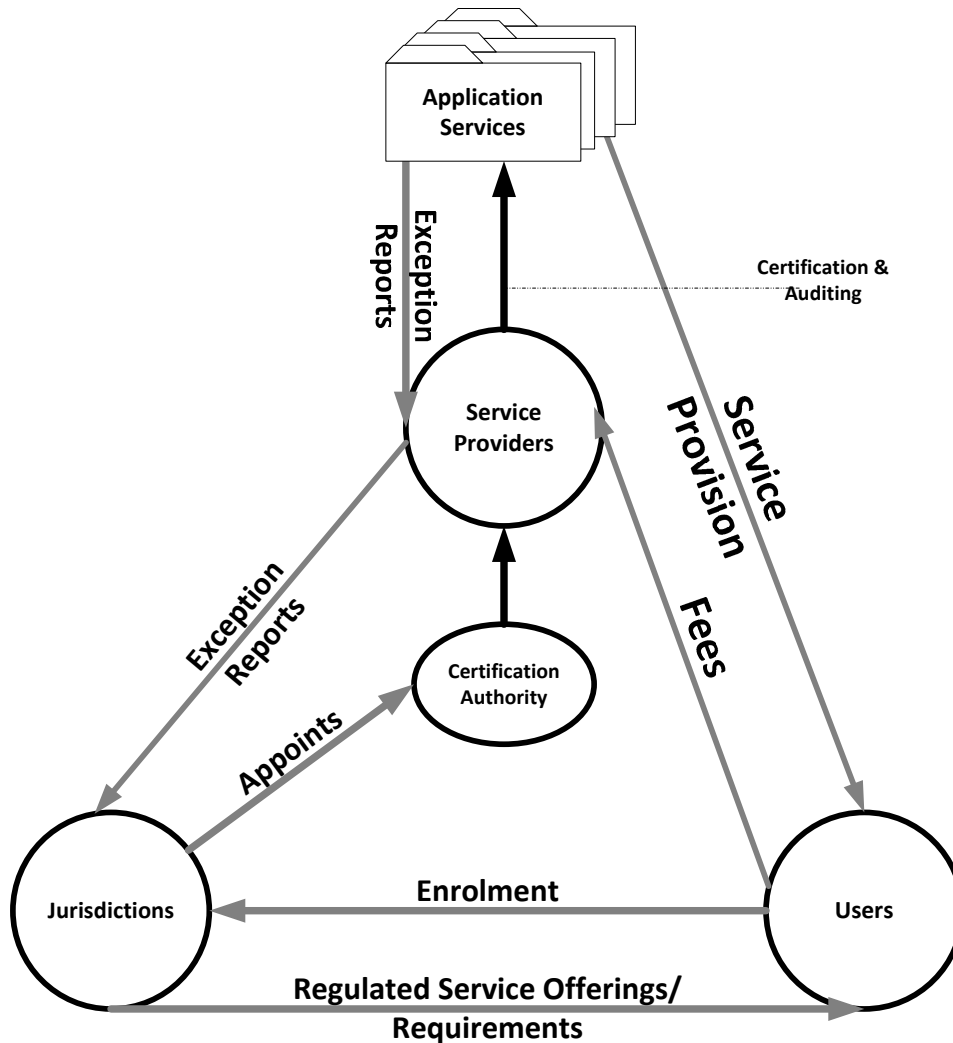 Application
Services
Exception
Reports
Certification &
Auditing
Service
Providers
Service
Provision
Exception
Reports
Fees
Certification
Authority
Appoints
Enrolment
Jurisdictions
Users
Regulated Service Offerings/
Requirements